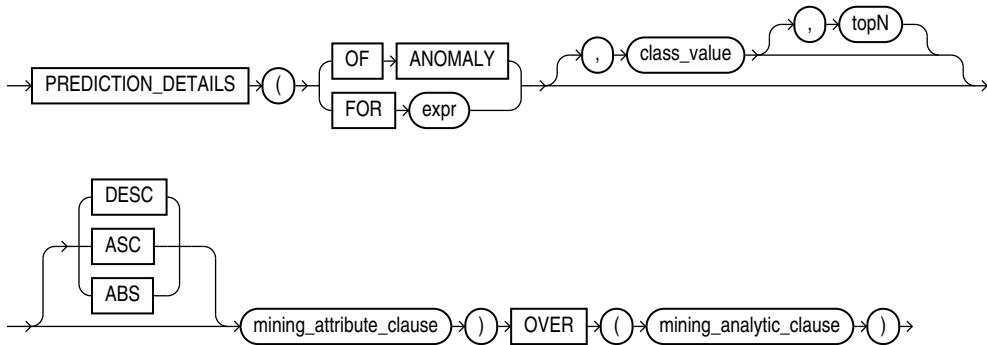 , topN
PREDICTION_DETAILS ( OF ANOMALY , class_value
FOR expr
DESC
ASC
ABS
mining_attribute_clause ) OVER ( mining_analytic_clause )